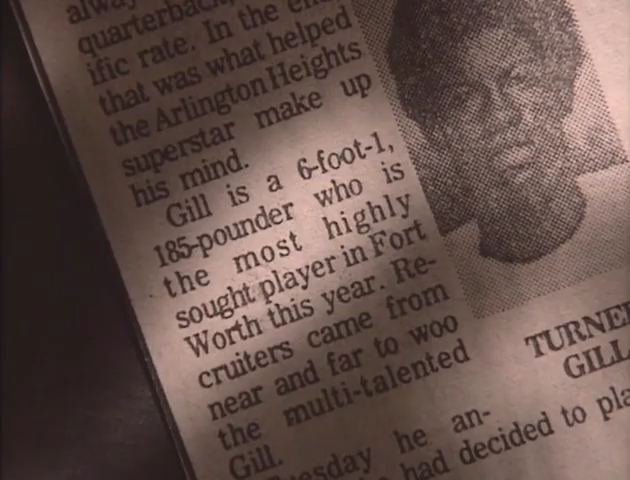 alway
quarterback,
ific rate. In the end
that was what helped
the Arlington Heights
superstar make up
his mind.
Gill is a 6-foot-1,
185-pounder who is
the most highly
sought player in Fort
Worth this year. Re-
cruiters came from
near and far to woo
the multi-talented
Gill.
TURNER
GILL
esday he an-
had decided to pla